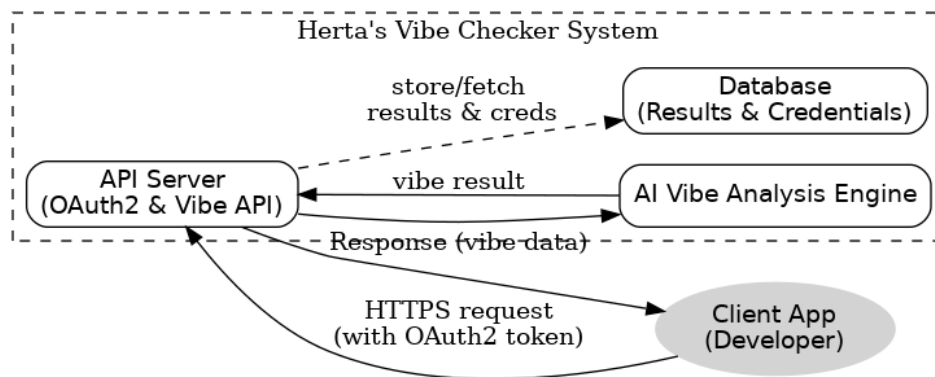 Herta's Vibe Checker System
store/fetch
results & creds
Database
(Results & Credentials)
API Server
(OAuth2 & Vibe API)
vibe result
AI Vibe Analysis Engine
Response (vibe data)
HTTPS request
(with OAuth2 token)
Client App
(Developer)